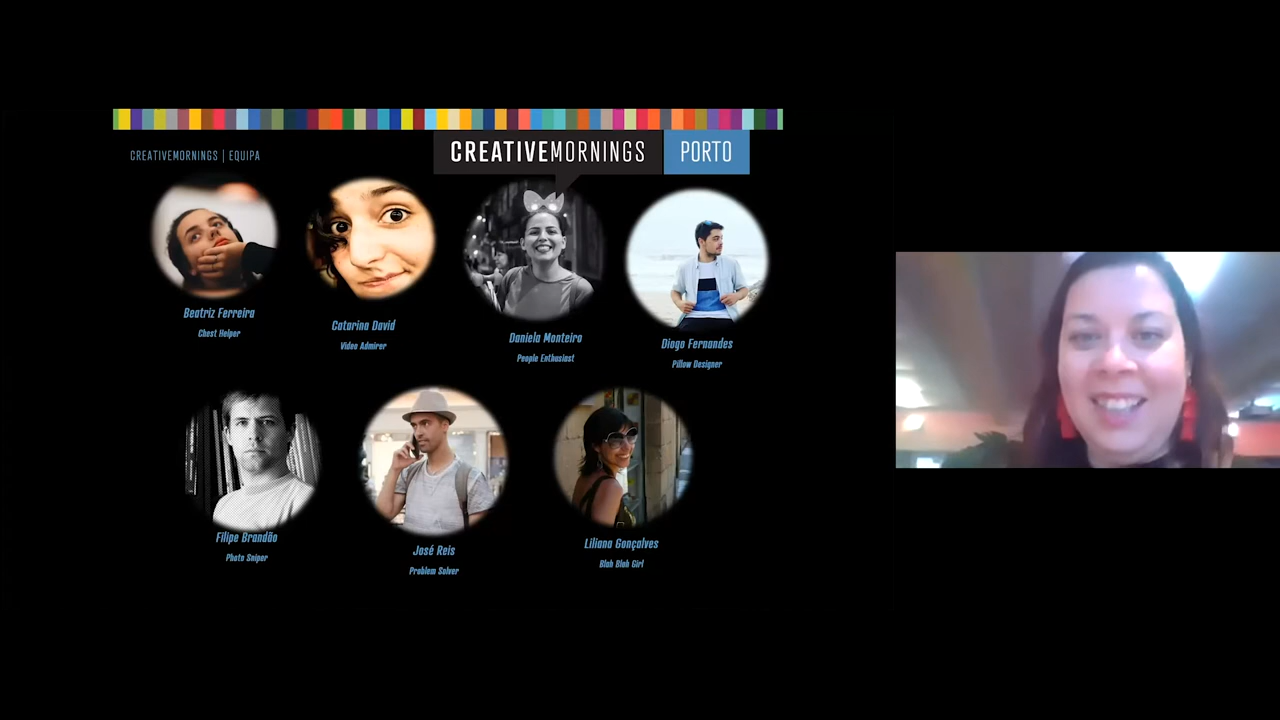 CREATIVEMORNINGS PORTO
CREATIVEMORNINGS | EQUIPA
Beatriz Ferreira
Chest Helper
Catarina David
Video Admirer
Daniela Monteiro
People Enthusiast
Diogo Fernandes
Pillow Designer
Filipe Brandão
Photo Sniper
José Reis
Problem Solver
Liliana Gonçalves
Blah Blah Girl